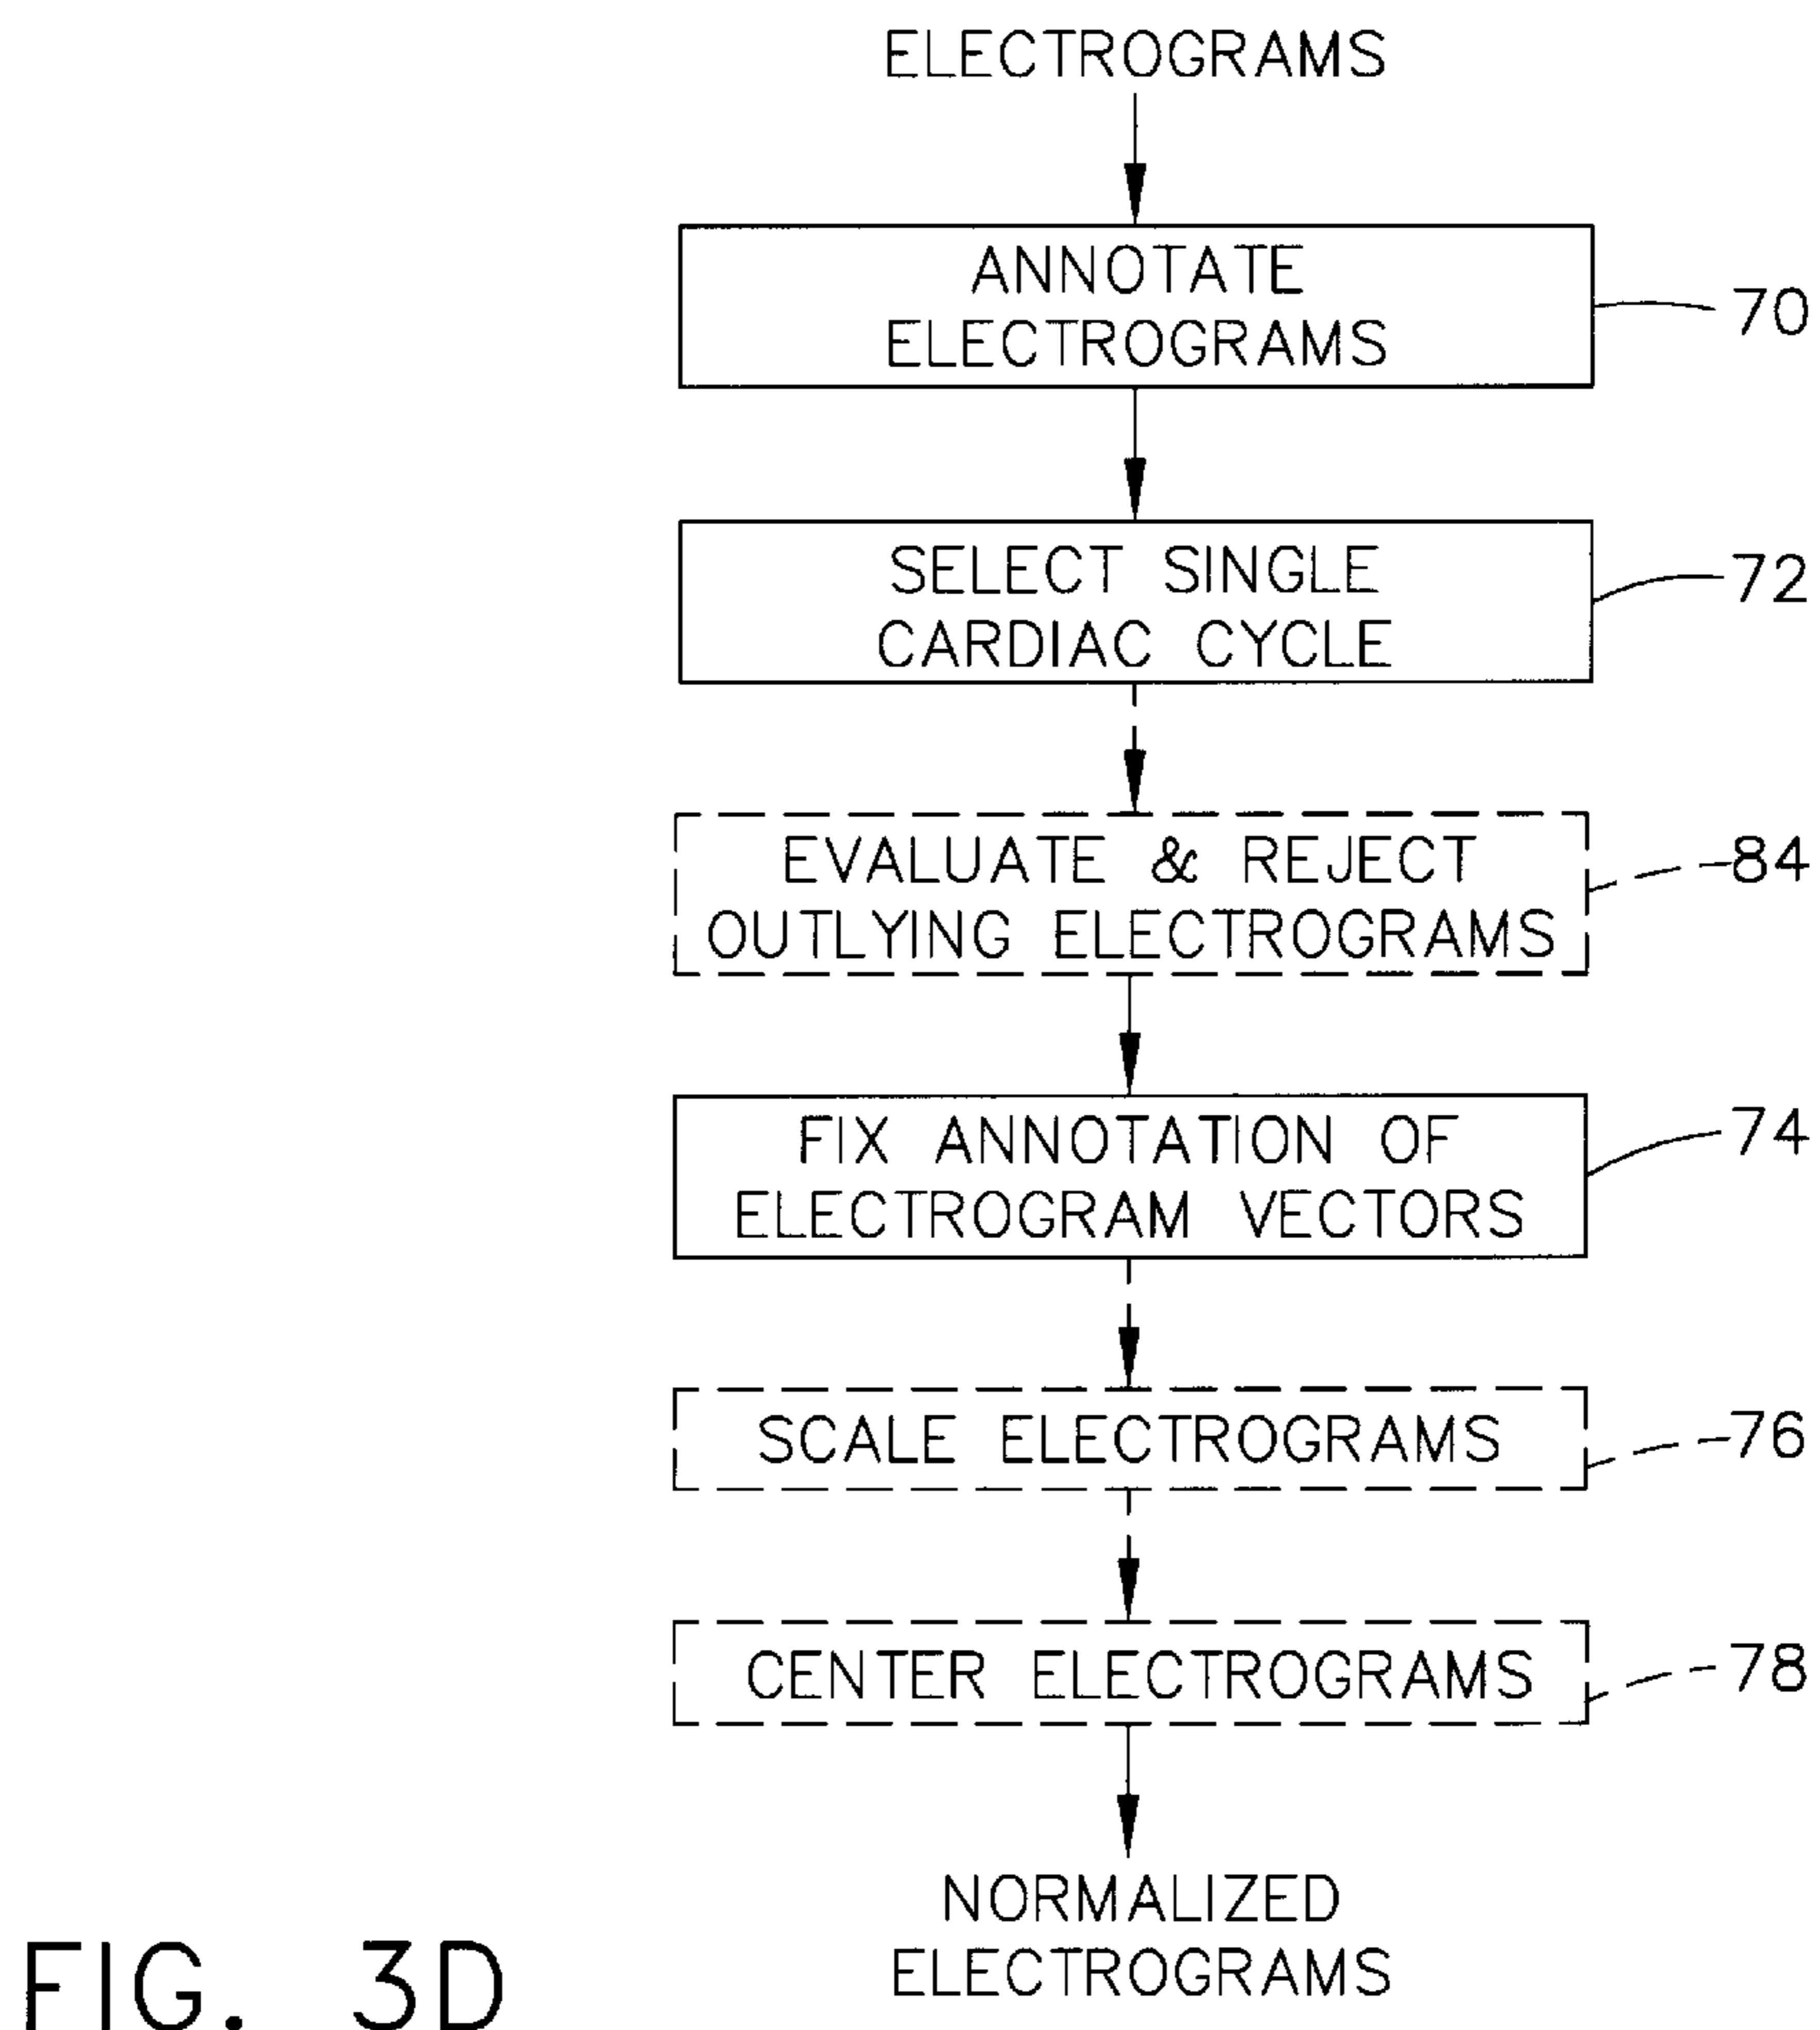 ELECTROGRAMS
ANNOTATE
ELECTROGRAMS
70
SELECT SINGLE
CARDIAC CYCLE
72
EVALUATE & REJECT
OUTLYING ELECTROGRAMS
84
FIX ANNOTATION OF
ELECTROGRAM VECTORS
74
SCALE ELECTROGRAMS
76
CENTER ELECTROGRAMS
78
NORMALIZED
ELECTROGRAMS
FIG. 3D